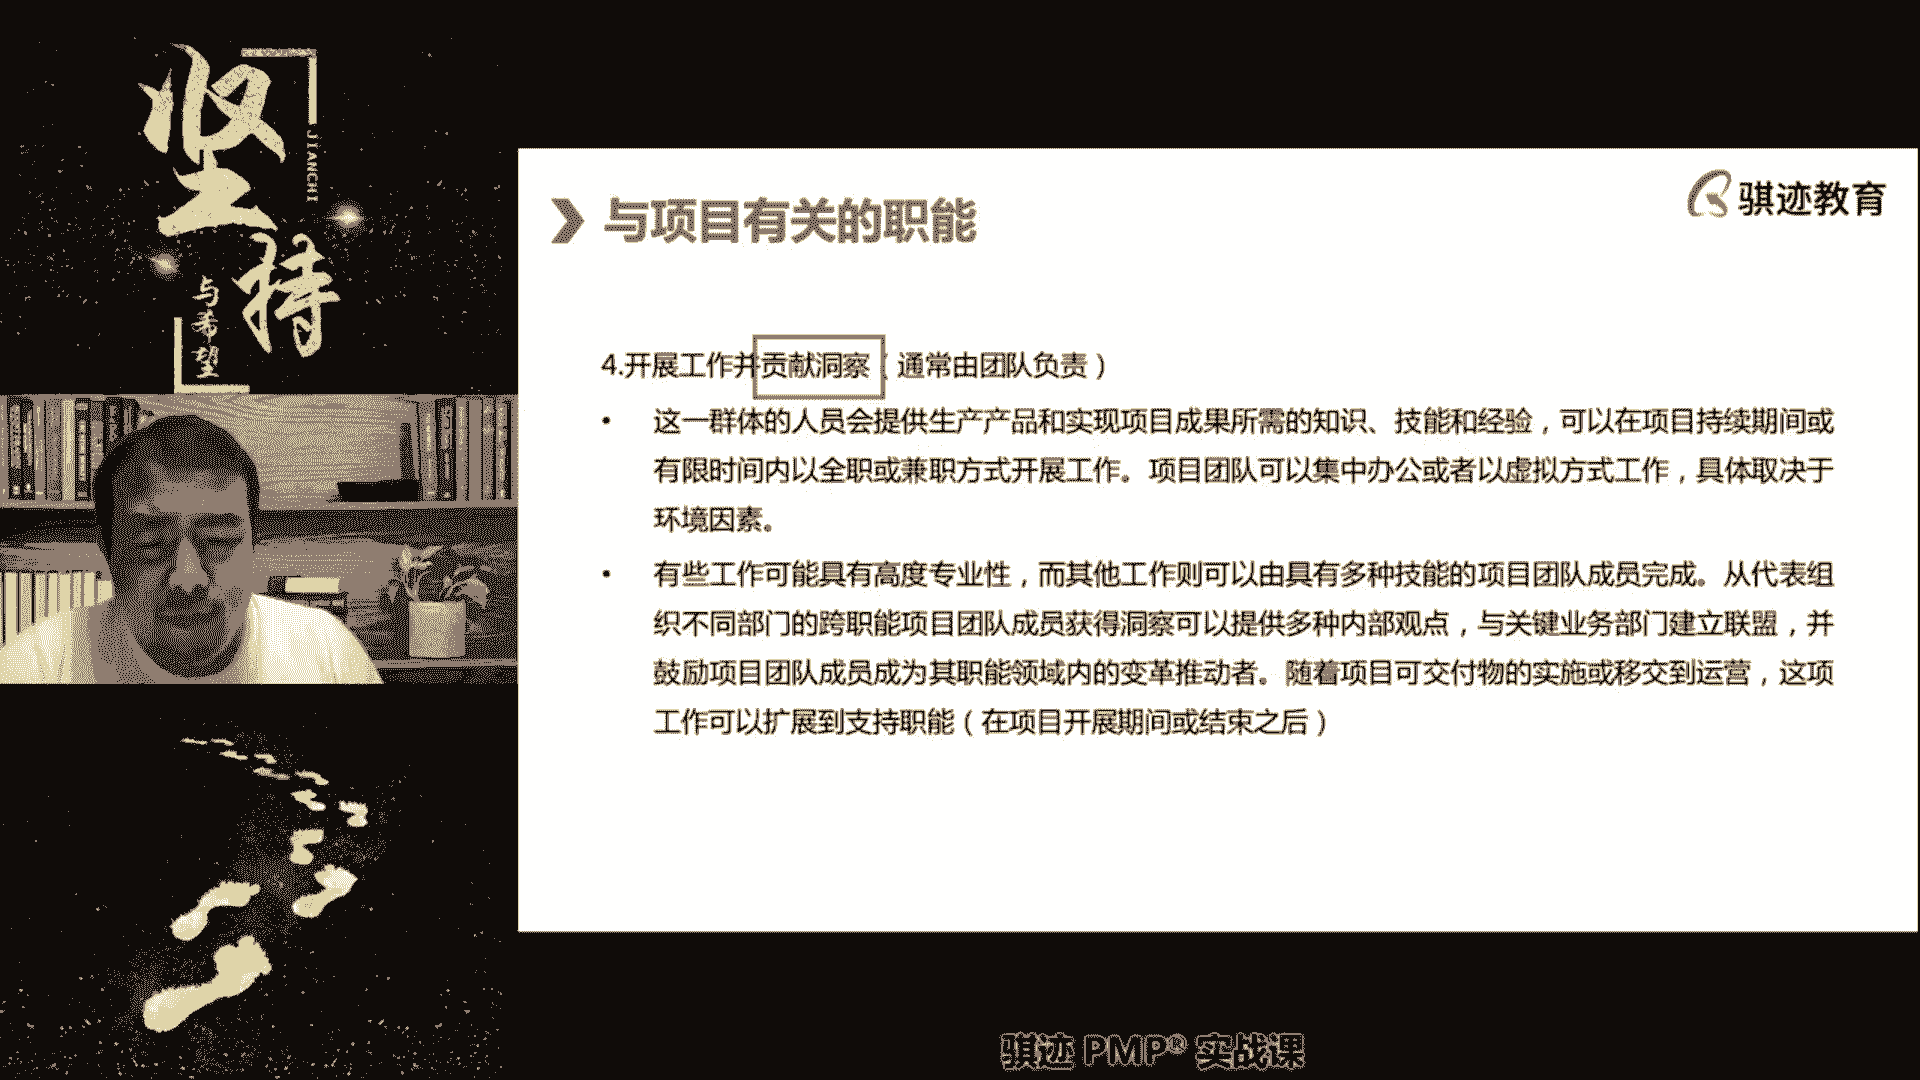 坚持
JIANCHI
与希望
骐迹教育
与项目有关的职能
4.开展工作并贡献洞察（通常由团队负责）
• 这一群体的人员会提供生产产品和实现项目成果所需的知识、技能和经验，可以在项目持续期间或
有限时间内以全职或兼职方式开展工作。项目团队可以集中办公或者以虚拟方式工作，具体取决于
环境因素。
• 有些工作可能具有高度专业性，而其他工作则可以由具有多种技能的项目团队成员完成。从代表组
织不同部门的跨职能项目团队成员获得洞察可以提供多种内部观点，与关键业务部门建立联盟，并
鼓励项目团队成员成为其职能领域内的变革推动者。随着项目可交付物的实施或移交到运营，这项
工作可以扩展到支持职能（在项目开展期间或结束之后）
骐迹 PMP® 实战课